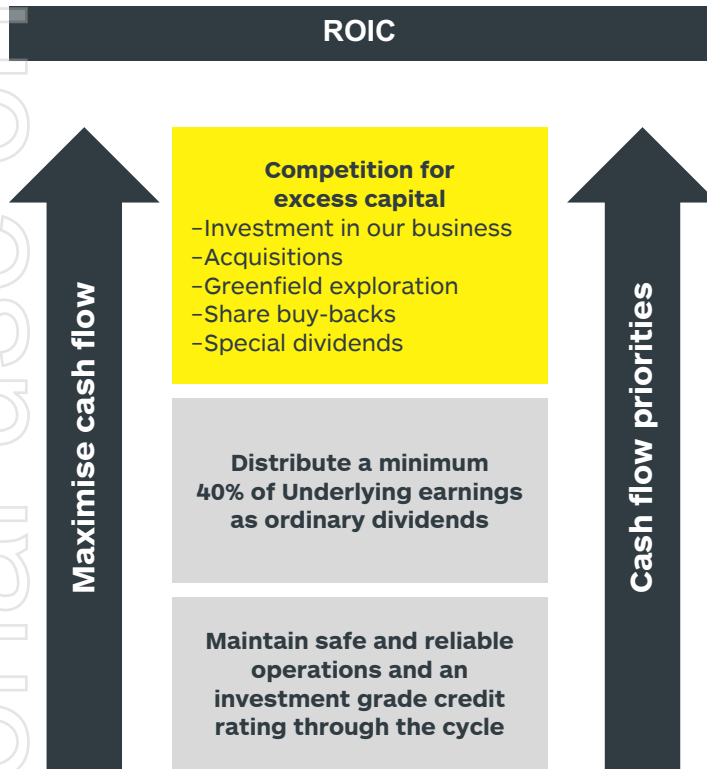 ROIC
Competition for
excess capital
–Investment in our business
–Acquisitions
–Greenfield exploration
–Share buy-backs
–Special dividends
Maximise cash flow
Cash flow priorities
Distribute a minimum
40% of Underlying earnings
as ordinary dividends
Maintain safe and reliable
operations and an
investment grade credit
rating through the cycle